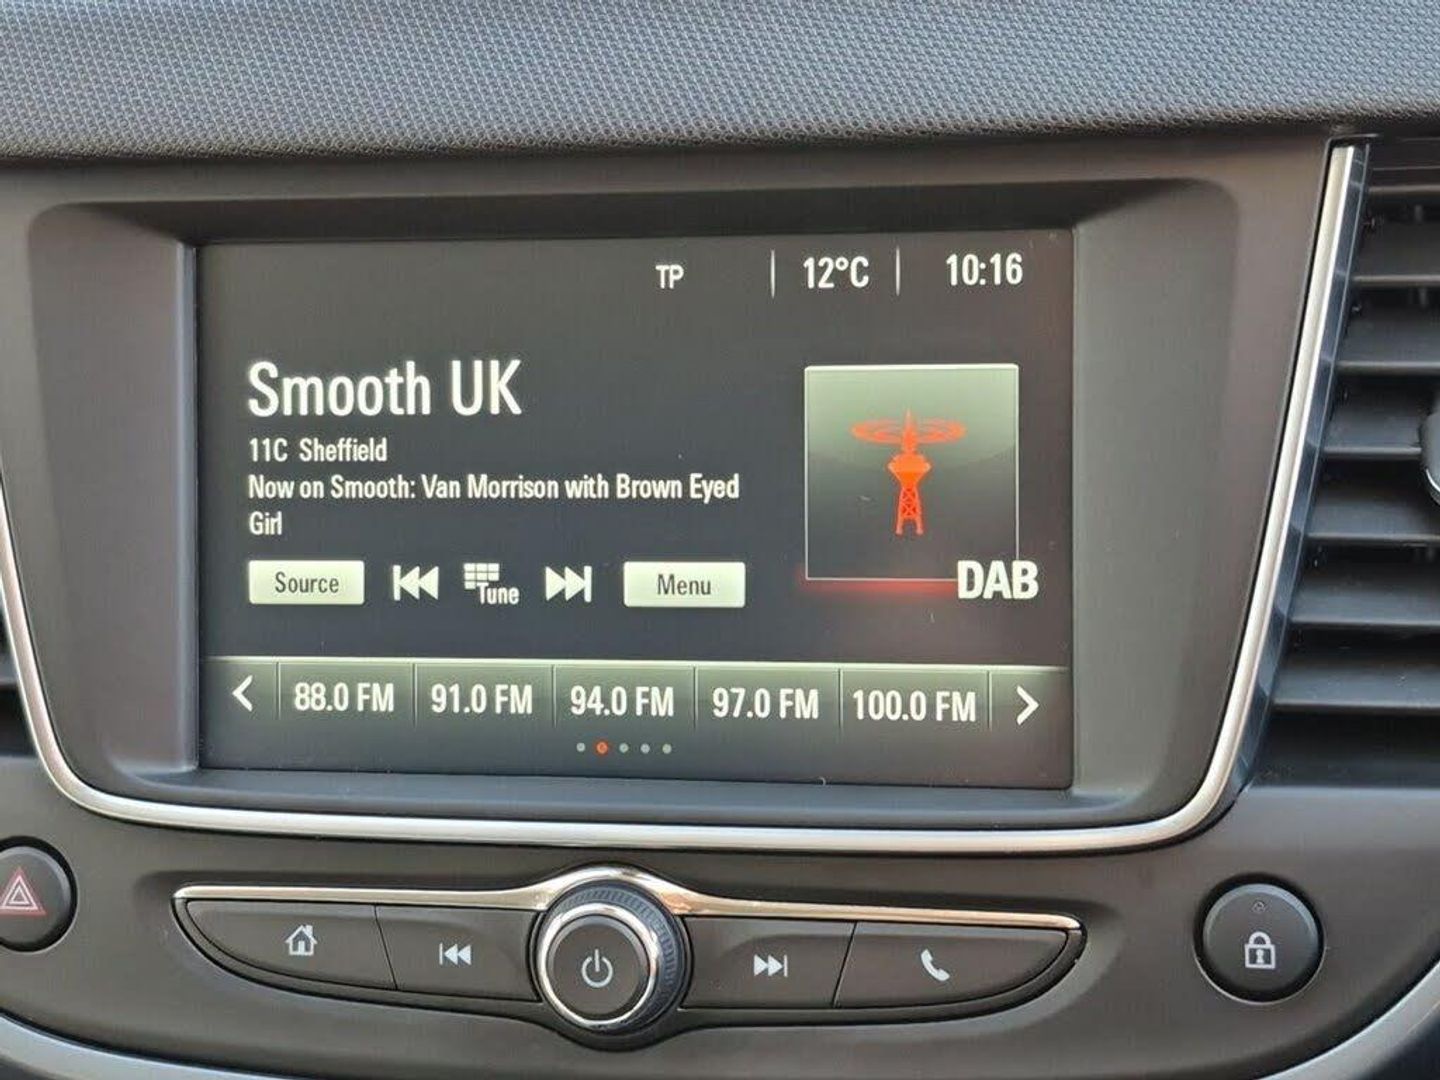 TP 12°C 10:16
Smooth UK
11C Sheffield
Now on Smooth: Van Morrison with Brown Eyed
Girl
Source Tune Menu
DAB
88.0 FM 91.0 FM 94.0 FM 97.0 FM 100.0 FM